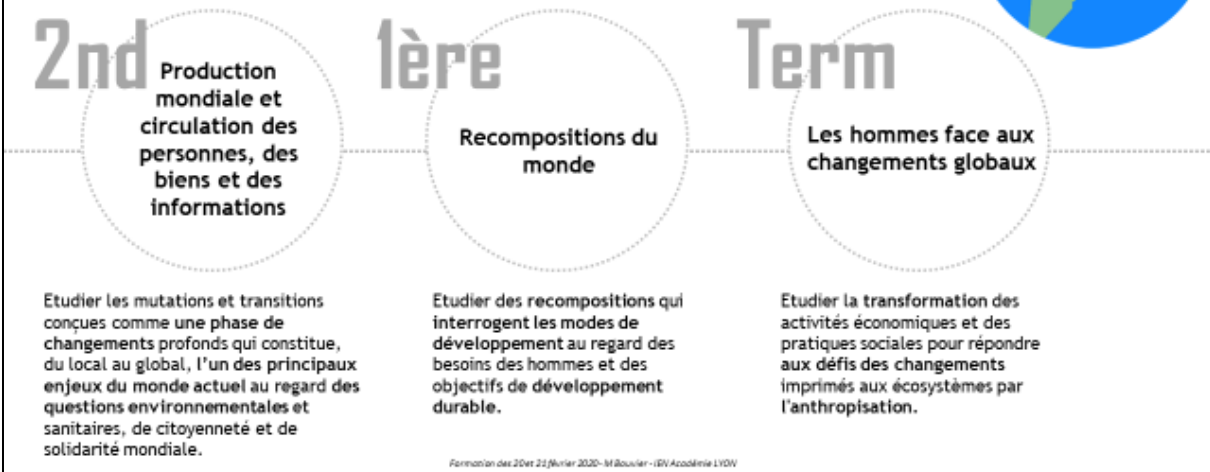 2nd
Production
mondiale et
circulation des
personnes, des
biens et des
informations
Etudier les mutations et transitions
conçues comme une phase de
changements profonds qui constitue,
du local au global, l'un des principaux
enjeux du monde actuel au regard des
questions environnementales et
sanitaires, de citoyenneté et de
solidarité mondiale.
1ère
Recompositions du
monde
Etudier des recompositions qui
interrogent les modes de
développement au regard des
besoins des hommes et des
objectifs de développement
durable.
Term
Les hommes face aux
changements globaux
Etudier la transformation des
activités économiques et des
pratiques sociales pour répondre
aux défis des changements
imprimés aux écosystèmes par
l'anthropisation.
Formation des 20 et 21 février 2020- M Bouvier - IEN Académie LYON